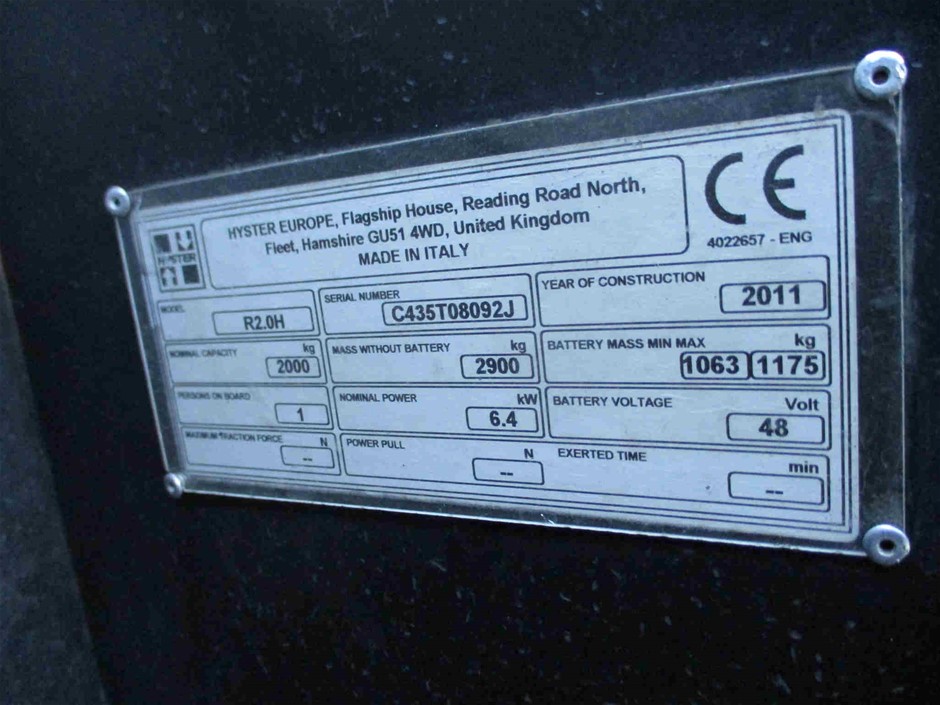 HYSTER
HYSTER EUROPE, Flagship House, Reading Road North,
Fleet, Hamshire GU51 4WD, United Kingdom
MADE IN ITALY
CE
4022657 - ENG
MODEL R2.0H
SERIAL NUMBER C435T08092J
YEAR OF CONSTRUCTION 2011
NOMINAL CAPACITY kg 2000
MASS WITHOUT BATTERY kg 2900
BATTERY MASS MIN MAX kg 1063 1175
PERSONS ON BOARD 1
NOMINAL POWER kW 6.4
BATTERY VOLTAGE Volt 48
MAXIMUM TRACTION FORCE N --
POWER PULL N --
EXERTED TIME min --